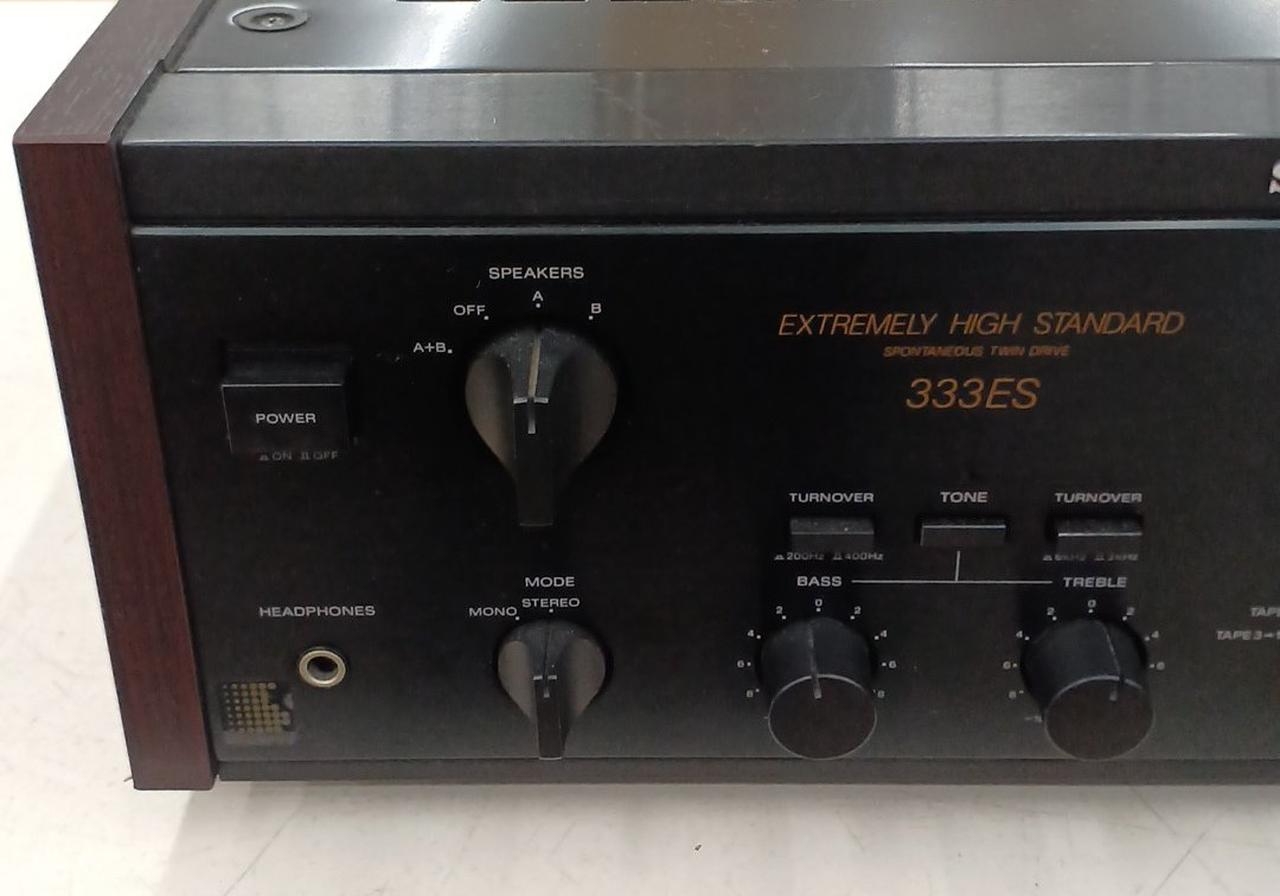 SPEAKERS
A
OFF B
A+B
EXTREMELY HIGH STANDARD
SPONTANEOUS TWIN DRIVE
333ES
POWER
ON OFF
TURNOVER TONE TURNOVER
200Hz 400Hz
BASS TREBLE
MODE
MONO STEREO
HEADPHONES
0 0
2 2 2 2
4 4 4 4
6 6 6 6
8 8 8
TAPE 3